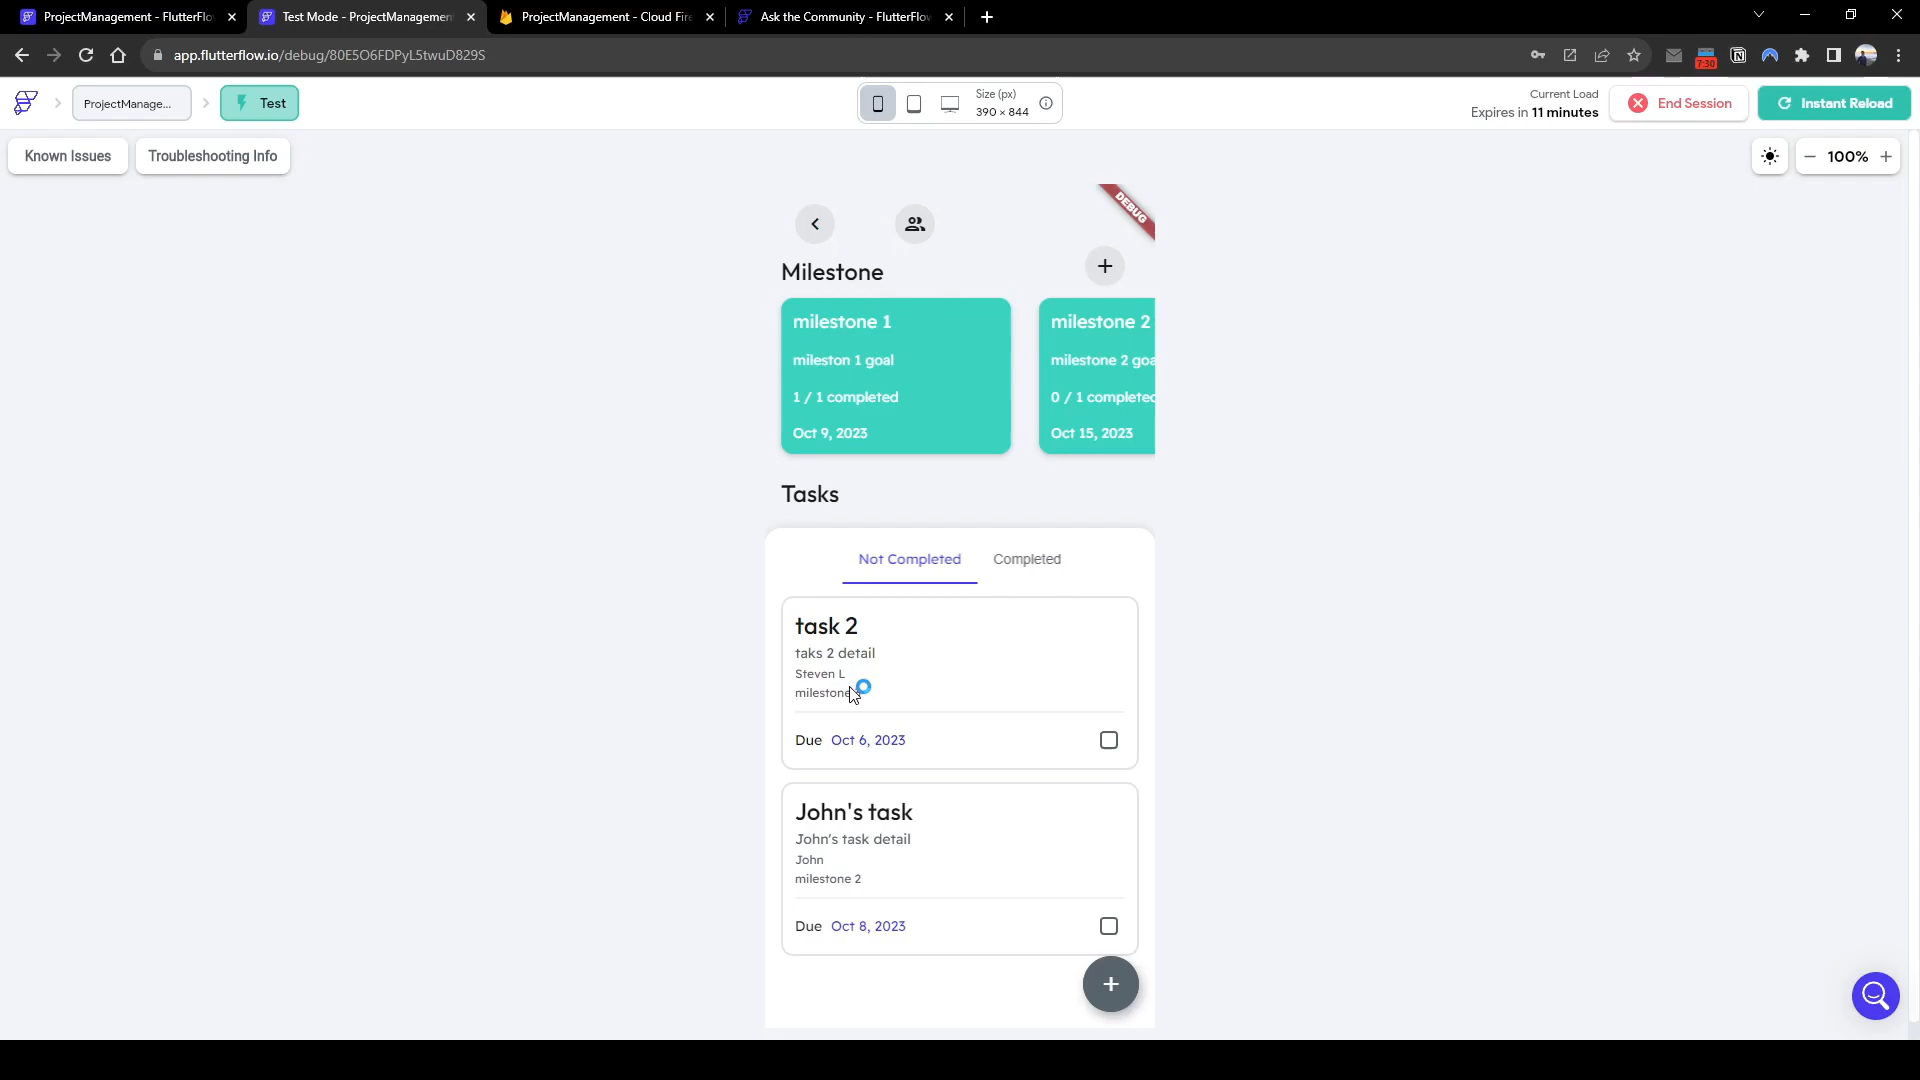 ProjectManagement - FlutterFlo
Test Mode - ProjectManagement
ProjectManagement - Cloud Fire
Ask the Community - FlutterFlow
app.flutterflow.io/debug/80E5O6FDPyL5twuD829S
7:30
ProjectManage...
Test
Size (px)
390 × 844
Current Load
Expires in 11 minutes
End Session
Instant Reload
Known Issues
Troubleshooting Info
100%
DEBUG
Milestone
milestone 1
mileston 1 goal
1 / 1 completed
Oct 9, 2023
milestone 2
milestone 2 goa
0 / 1 completed
Oct 15, 2023
Tasks
Not Completed
Completed
task 2
taks 2 detail
Steven L
milestone
Due Oct 6, 2023
John's task
John's task detail
John
milestone 2
Due Oct 8, 2023